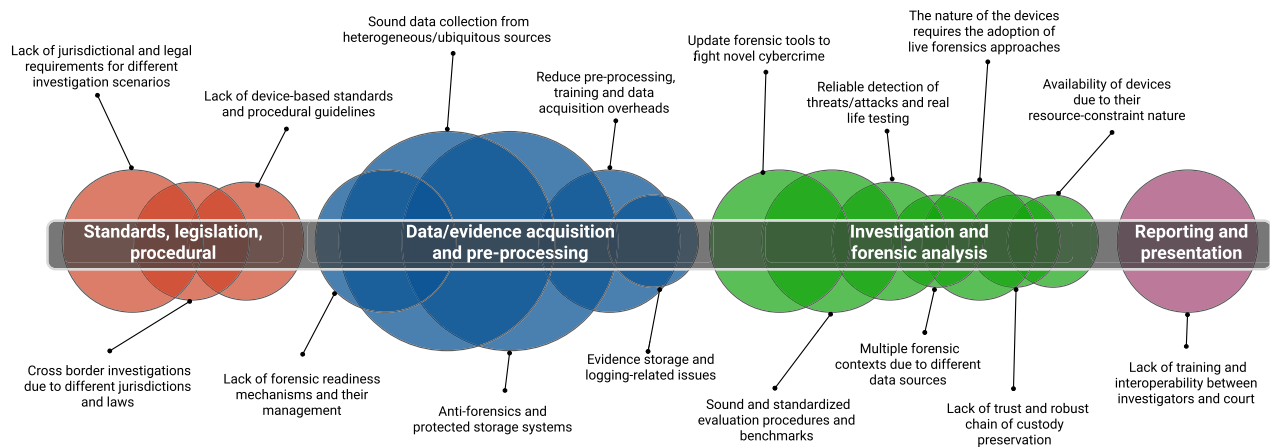 Lack of jurisdictional and legal
requirements for different
investigation scenarios
Lack of device-based standards
and procedural guidelines
Sound data collection from
heterogeneous/ubiquitous sources
Reduce pre-processing,
training and data
acquisition overheads
Update forensic tools to
fight novel cybercrime
Reliable detection of
threats/attacks and real
life testing
The nature of the devices
requires the adoption of
live forensics approaches
Availability of devices
due to their
resource-constraint nature
Standards, legislation,
procedural
Data/evidence acquisition
and pre-processing
Investigation and
forensic analysis
Reporting and
presentation
Cross border investigations
due to different jurisdictions
and laws
Lack of forensic readiness
mechanisms and their
management
Anti-forensics and
protected storage systems
Evidence storage and
logging-related issues
Sound and standardized
evaluation procedures and
benchmarks
Multiple forensic
contexts due to different
data sources
Lack of trust and robust
chain of custody
preservation
Lack of training and
interoperability between
investigators and court